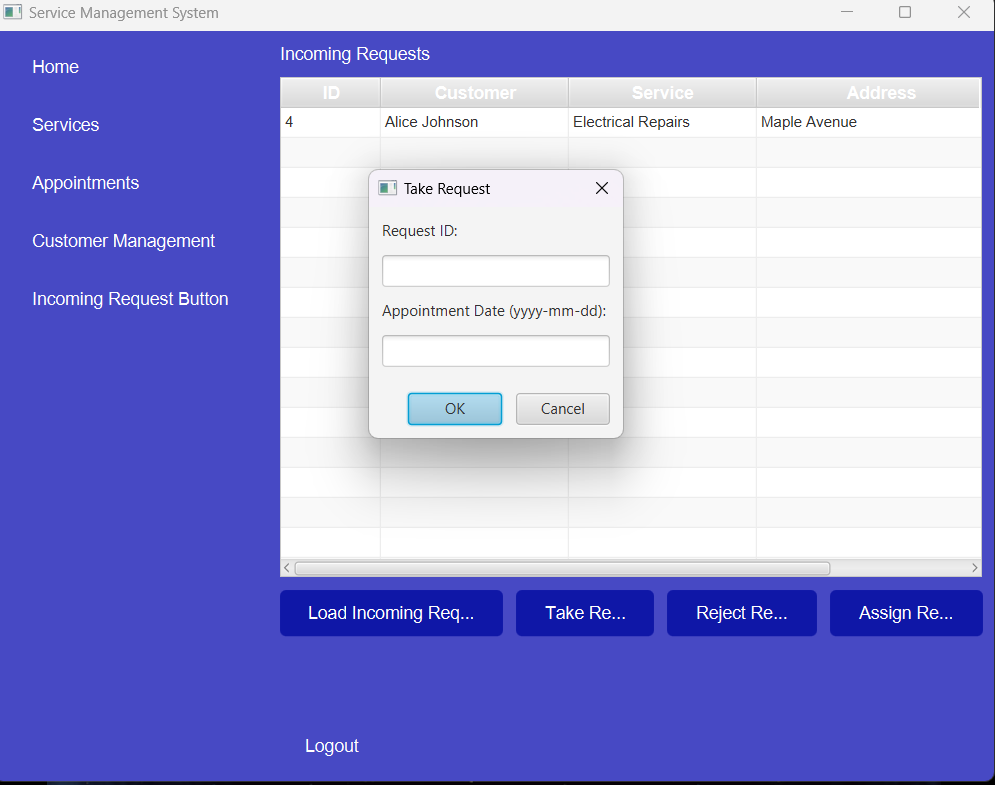 Service Management System
Home
Services
Appointments
Customer Management
Incoming Request Button
Incoming Requests
ID Customer Service Address
4 Alice Johnson Electrical Repairs Maple Avenue
Take Request
Request ID:
Appointment Date (yyyy-mm-dd):
OK Cancel
Load Incoming Req... Take Re... Reject Re... Assign Re...
Logout